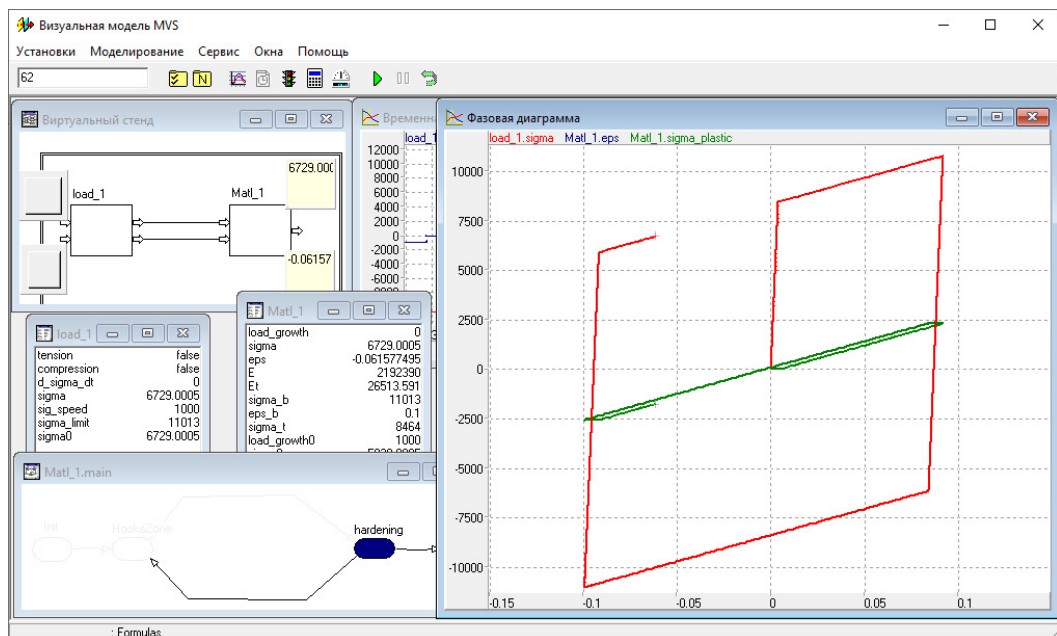 Визуальная модель MVS
Установки Моделирование Сервис Окна Помощь
62
Виртуальный стенд
load_1
Matl_1
6729.00(
-0.06157
Временна
load_1
12000
10000
8000
6000
4000
2000
0
-2000
-4000
-6000
Фазовая диаграмма
load_1.sigma Matl_1.eps Matl_1.sigma_plastic
10000
7500
5000
2500
0
-2500
-5000
-7500
-10000
-0.15 -0.1 -0.05 0 0.05 0.1
load_1
tension false
compression false
d_sigma_dt 0
sigma 6729.0005
sig_speed 1000
sigma_limit 11013
sigma0 6729.0005
Matl_1
load_growth 0
sigma 6729.0005
eps -0.061577495
E 2192390
Et 26513.591
sigma_b 11013
eps_b 0.1
sigma_t 8464
load_growth0 1000
Matl_1.main
Init
HookeZone
hardening
: Formulas